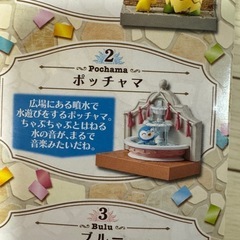 2
Pochama
ポッチャマ
広場にある噴水で
水遊びをするポッチャマ。
ちゃぷちゃぷとはねる
水の音が、まるで
音楽みたいだね。
3
Bulu
ブルー